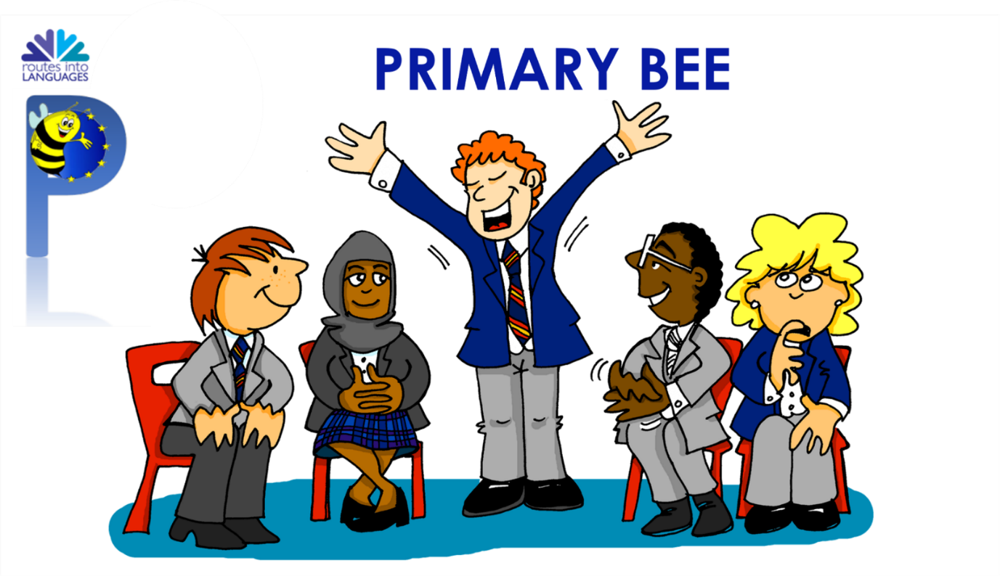 routes into
LANGUAGES
PRIMARY BEE
P